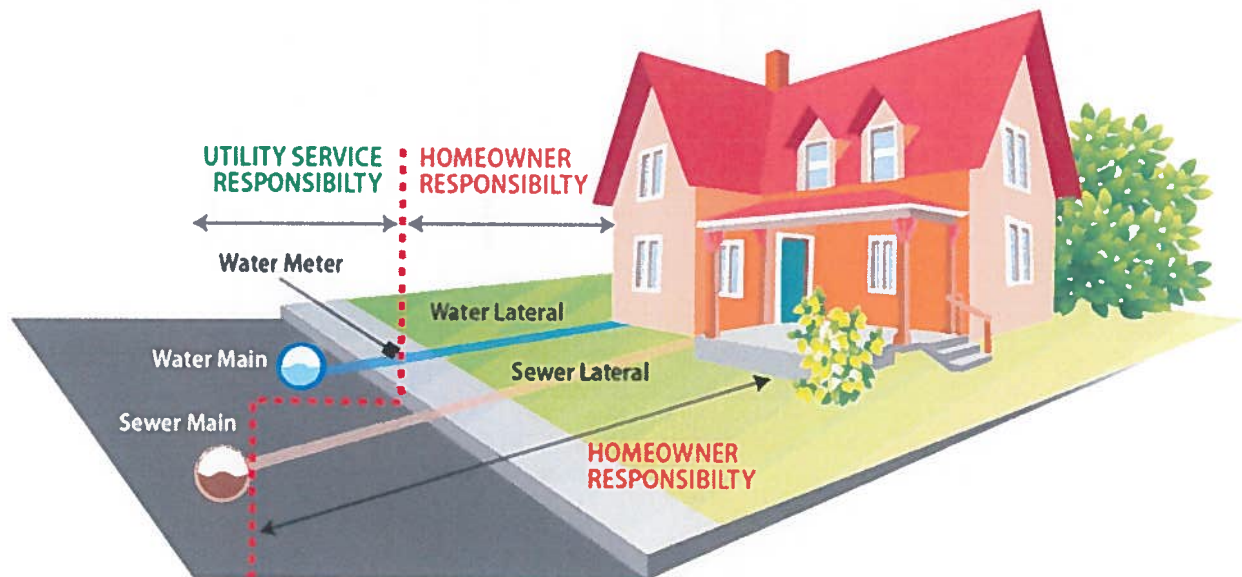 UTILITY SERVICE
RESPONSIBILTY
HOMEOWNER
RESPONSIBILTY
Water Meter
Water Lateral
Water Main
Sewer Lateral
Sewer Main
HOMEOWNER
RESPONSIBILTY